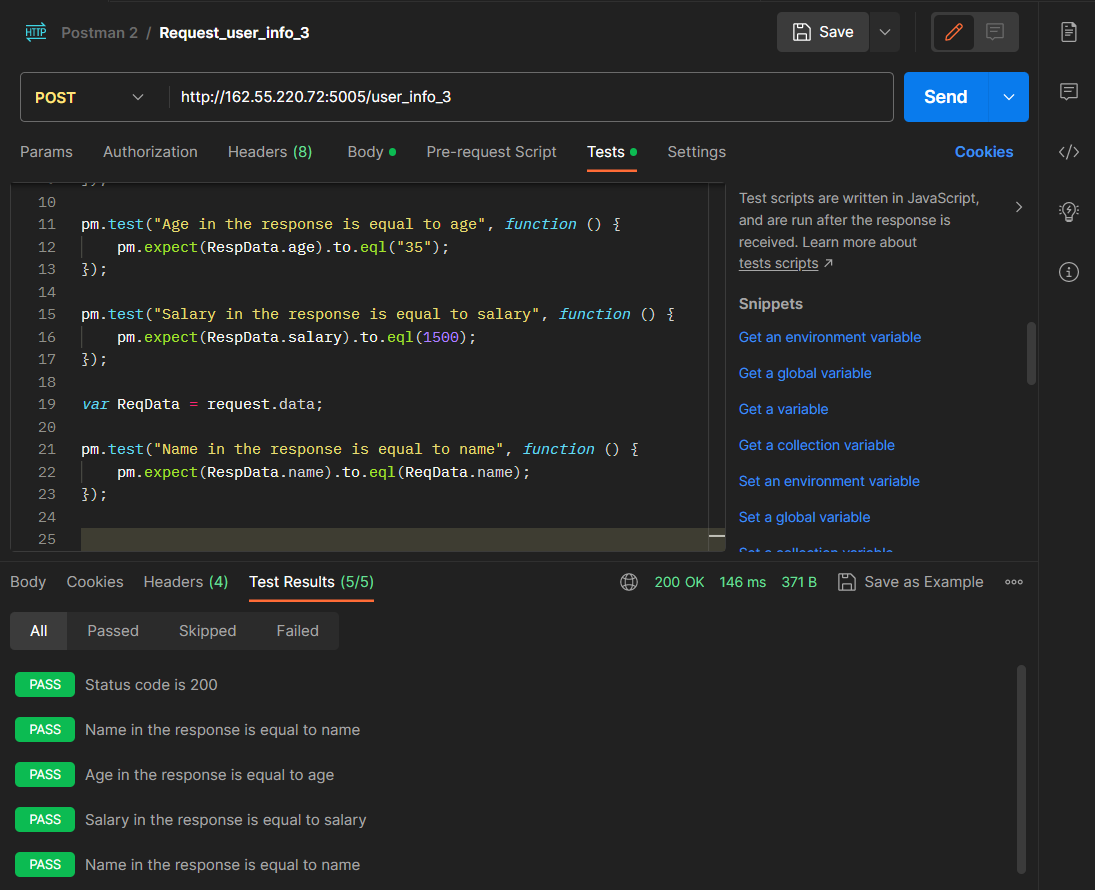 HTTP Postman 2 / Request_user_info_3 Save
POST http://162.55.220.72:5005/user_info_3 Send
Params Authorization Headers (8) Body Pre-request Script Tests Settings Cookies
10
11 pm.test("Age in the response is equal to age", function () {
12 pm.expect(RespData.age).to.eql("35");
13 });
14
15 pm.test("Salary in the response is equal to salary", function () {
16 pm.expect(RespData.salary).to.eql(1500);
17 });
18
19 var ReqData = request.data;
20
21 pm.test("Name in the response is equal to name", function () {
22 pm.expect(RespData.name).to.eql(ReqData.name);
23 });
24
25
Test scripts are written in JavaScript,
and are run after the response is
received. Learn more about
tests scripts ↗
Snippets
Get an environment variable
Get a global variable
Get a variable
Get a collection variable
Set an environment variable
Set a global variable
Set a collection variable
Body Cookies Headers (4) Test Results (5/5) 200 OK 146 ms 371 B Save as Example
All Passed Skipped Failed
PASS Status code is 200
PASS Name in the response is equal to name
PASS Age in the response is equal to age
PASS Salary in the response is equal to salary
PASS Name in the response is equal to name